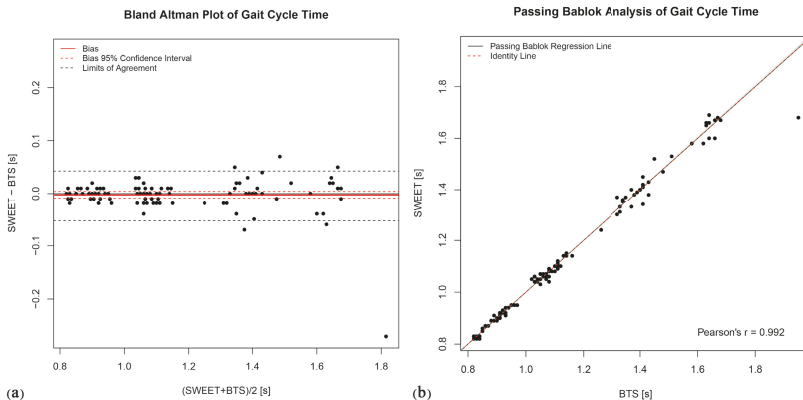 Bland Altman Plot of Gait Cycle Time
Bias
Bias 95% Confidence Interval
Limits of Agreement
SWEET − BTS [s]
0.2
0.1
0.0
−0.1
−0.2
0.8 1.0 1.2 1.4 1.6 1.8
(SWEET+BTS)/2 [s]
(a)
Passing Bablok Analysis of Gait Cycle Time
Passing Bablok Regression Line
Identity Line
SWEET [s]
1.8
1.6
1.4
1.2
1.0
0.8
Pearson's r = 0.992
0.8 1.0 1.2 1.4 1.6 1.8
BTS [s]
(b)